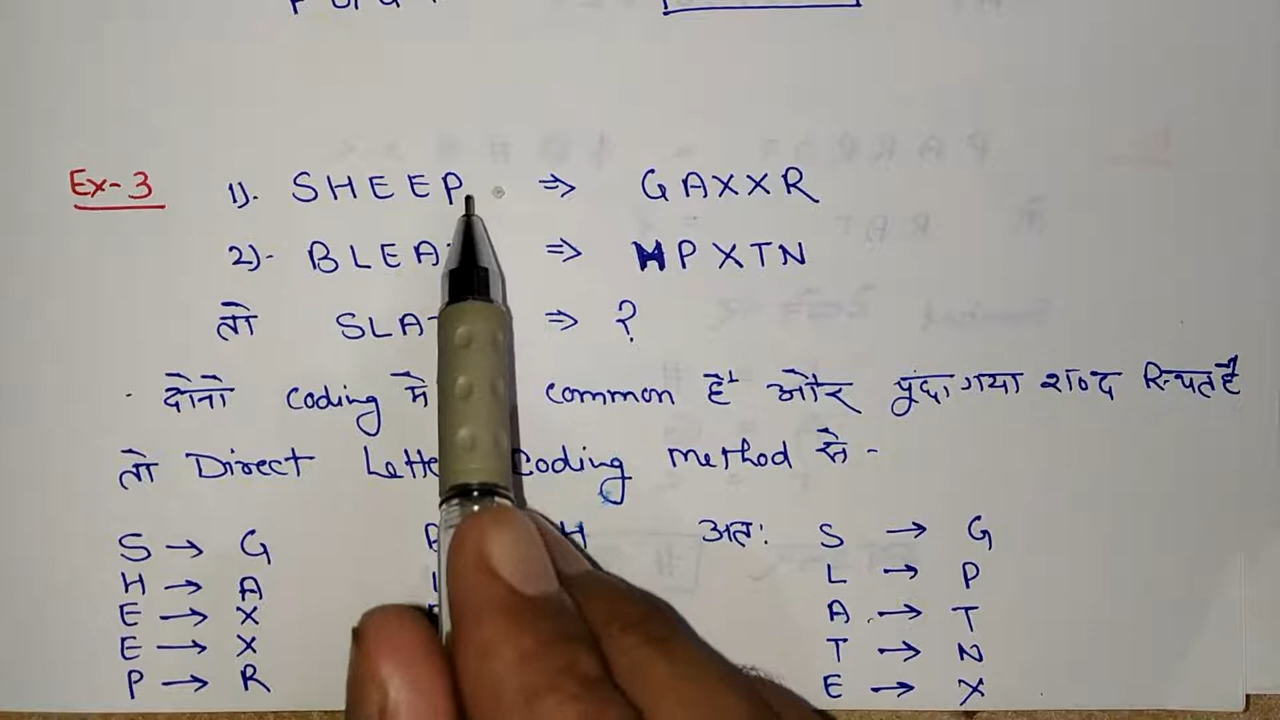 Ex-3 1). SHEEP ⇒ GAXXR
2)- BLEA ⇒ HPXTN
तो SLA ⇒ ?
दोनो coding मे common है और पूछा गया शब्द
तो Direct Lette coding method से -
S → G H अतः S → G
H → A L → P
E → X A → T
E → X T → N
P → R E → X